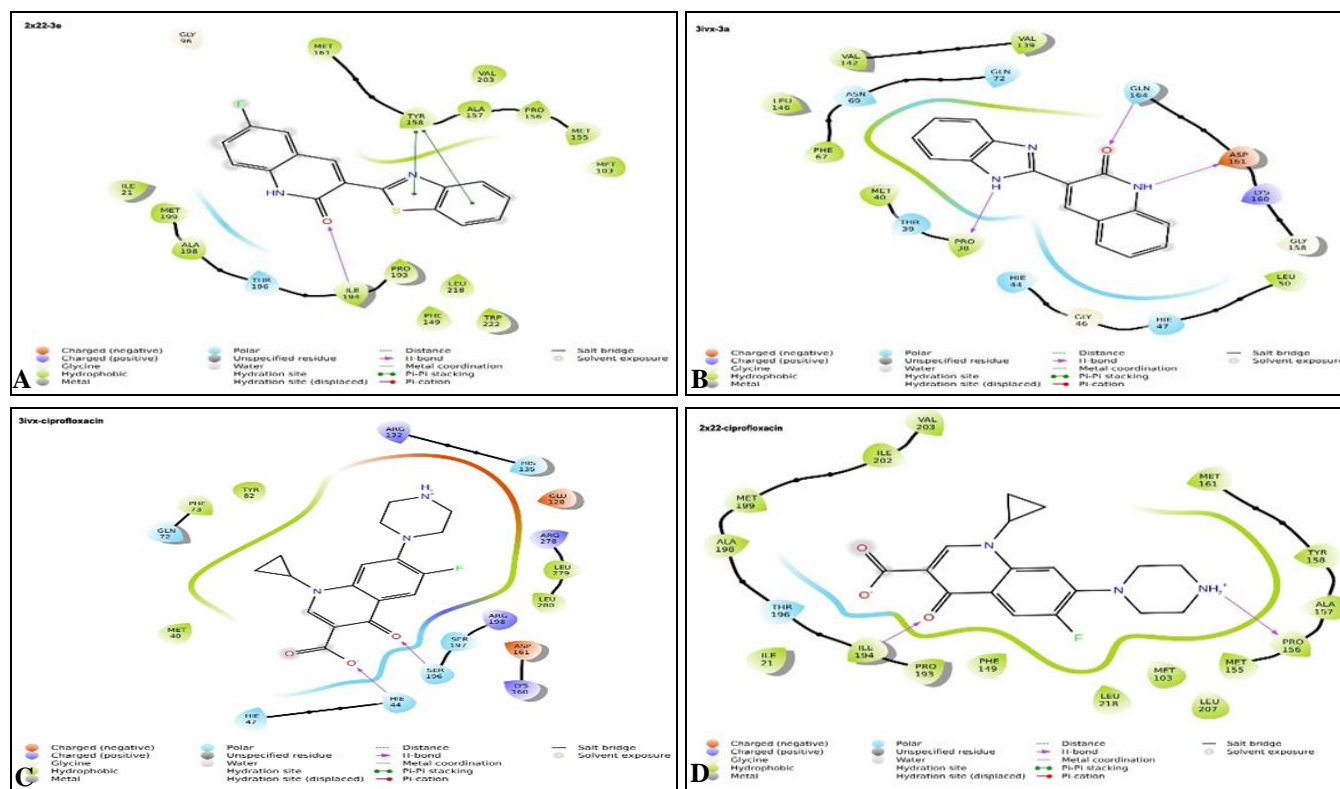 2x22-3e
GLY
96
MET
161
VAL
203
F
TYR
158
ALA
157
PRO
156
MET
155
MET
103
N
HN
S
O
ILE
21
MET
199
ALA
198
THR
196
ILE
194
PRO
193
LEU
218
PHE
149
TRP
222
Charged (negative)
Charged (positive)
Glycine
Hydrophobic
Metal
Polar
Unspecified residue
Water
Hydration site
Hydration site (displaced)
Distance
H-bond
Metal coordination
Pi-Pi stacking
Pi-cation
Salt bridge
Solvent exposure
A
3ivx-3a
VAL
142
VAL
139
GLN
72
ASN
69
LEU
146
PHE
67
GLN
164
ASP
161
LYS
160
GLY
158
MET
40
THR
39
PRO
38
N
N
H
O
NH
HIE
44
GLY
46
HIE
47
LEU
50
Charged (negative)
Charged (positive)
Glycine
Hydrophobic
Metal
Polar
Unspecified residue
Water
Hydration site
Hydration site (displaced)
Distance
H-bond
Metal coordination
Pi-Pi stacking
Pi-cation
Salt bridge
Solvent exposure
B
3ivx-ciprofloxacin
ARG
132
HIS
135
GLU
128
TYR
82
PHE
73
GLN
72
H2
N+
N
F
N
O
O
O-
ARG
278
LEU
279
LEU
280
ARG
198
SER
197
SER
196
ASP
161
LYS
160
MET
40
HIE
44
HIE
47
Charged (negative)
Charged (positive)
Glycine
Hydrophobic
Metal
Polar
Unspecified residue
Water
Hydration site
Hydration site (displaced)
Distance
H-bond
Metal coordination
Pi-Pi stacking
Pi-cation
Salt bridge
Solvent exposure
C
2x22-ciprofloxacin
VAL
203
ILE
202
MET
199
ALA
198
THR
196
ILE
194
PRO
193
ILE
21
PHE
149
LEU
218
MET
103
LEU
207
MET
155
PRO
156
ALA
157
TYR
158
MET
161
O
O-
O
N
N
F
NH2+
Charged (negative)
Charged (positive)
Glycine
Hydrophobic
Metal
Polar
Unspecified residue
Water
Hydration site
Hydration site (displaced)
Distance
H-bond
Metal coordination
Pi-Pi stacking
Pi-cation
Salt bridge
Solvent exposure
D